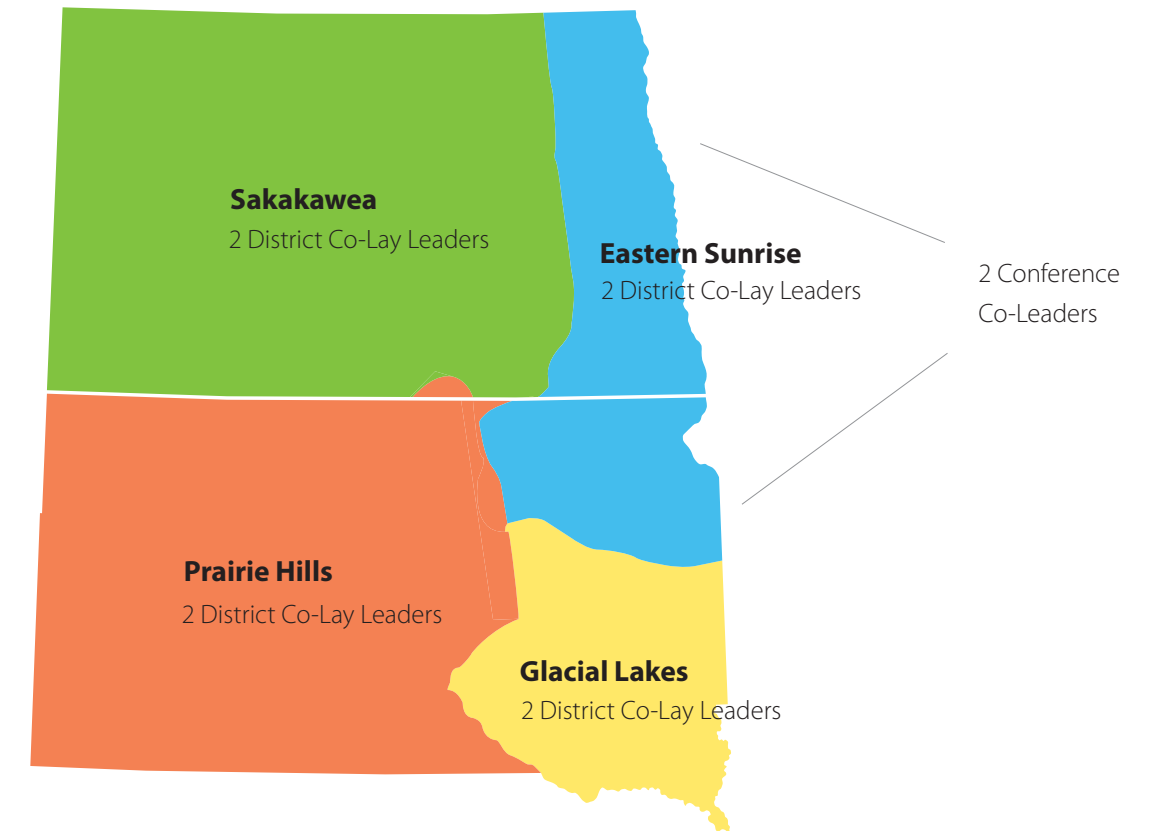 Sakakawea
2 District Co-Lay Leaders
Eastern Sunrise
2 District Co-Lay Leaders
2 Conference
Co-Leaders
Prairie Hills
2 District Co-Lay Leaders
Glacial Lakes
2 District Co-Lay Leaders